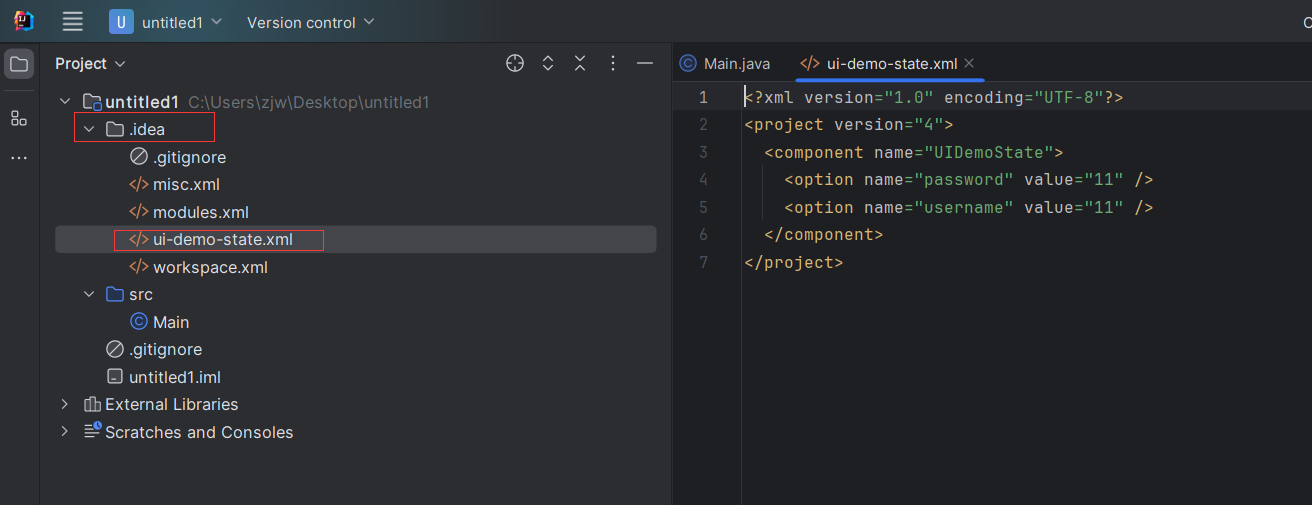 U untitled1 Version control
Project
untitled1 C:\Users\zjw\Desktop\untitled1
.idea
.gitignore
misc.xml
modules.xml
ui-demo-state.xml
workspace.xml
src
Main
.gitignore
untitled1.iml
External Libraries
Scratches and Consoles
Main.java ui-demo-state.xml
1 <?xml version="1.0" encoding="UTF-8"?>
2 <project version="4">
3 <component name="UIDemoState">
4 <option name="password" value="11" />
5 <option name="username" value="11" />
6 </component>
7 </project>